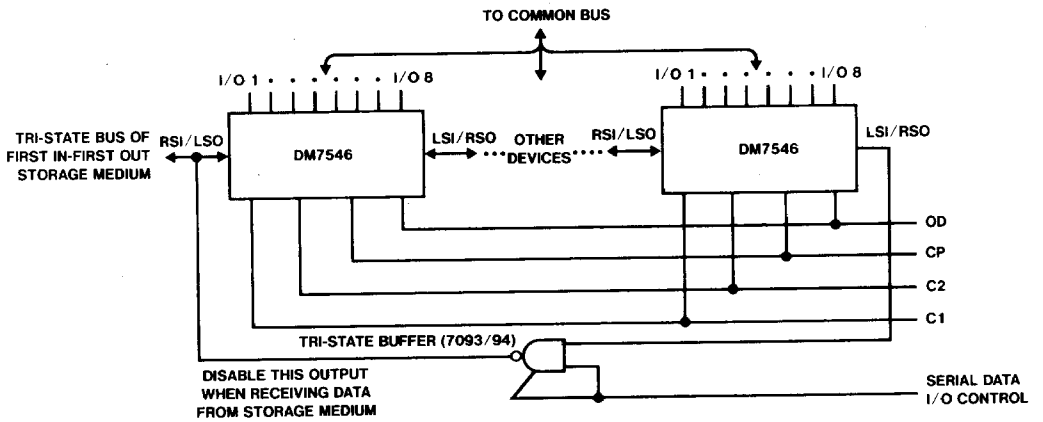 TO COMMON BUS
I/O 1 · · · · · · I/O 8
I/O 1 · · · · · · I/O 8
TRI-STATE BUS OF
FIRST IN-FIRST OUT
STORAGE MEDIUM
RSI/LSO
DM7546
LSI/RSO
OTHER
DEVICES
RSI/LSO
DM7546
LSI/RSO
OD
CP
C2
C1
TRI-STATE BUFFER (7093/94)
DISABLE THIS OUTPUT
WHEN RECEIVING DATA
FROM STORAGE MEDIUM
SERIAL DATA
I/O CONTROL